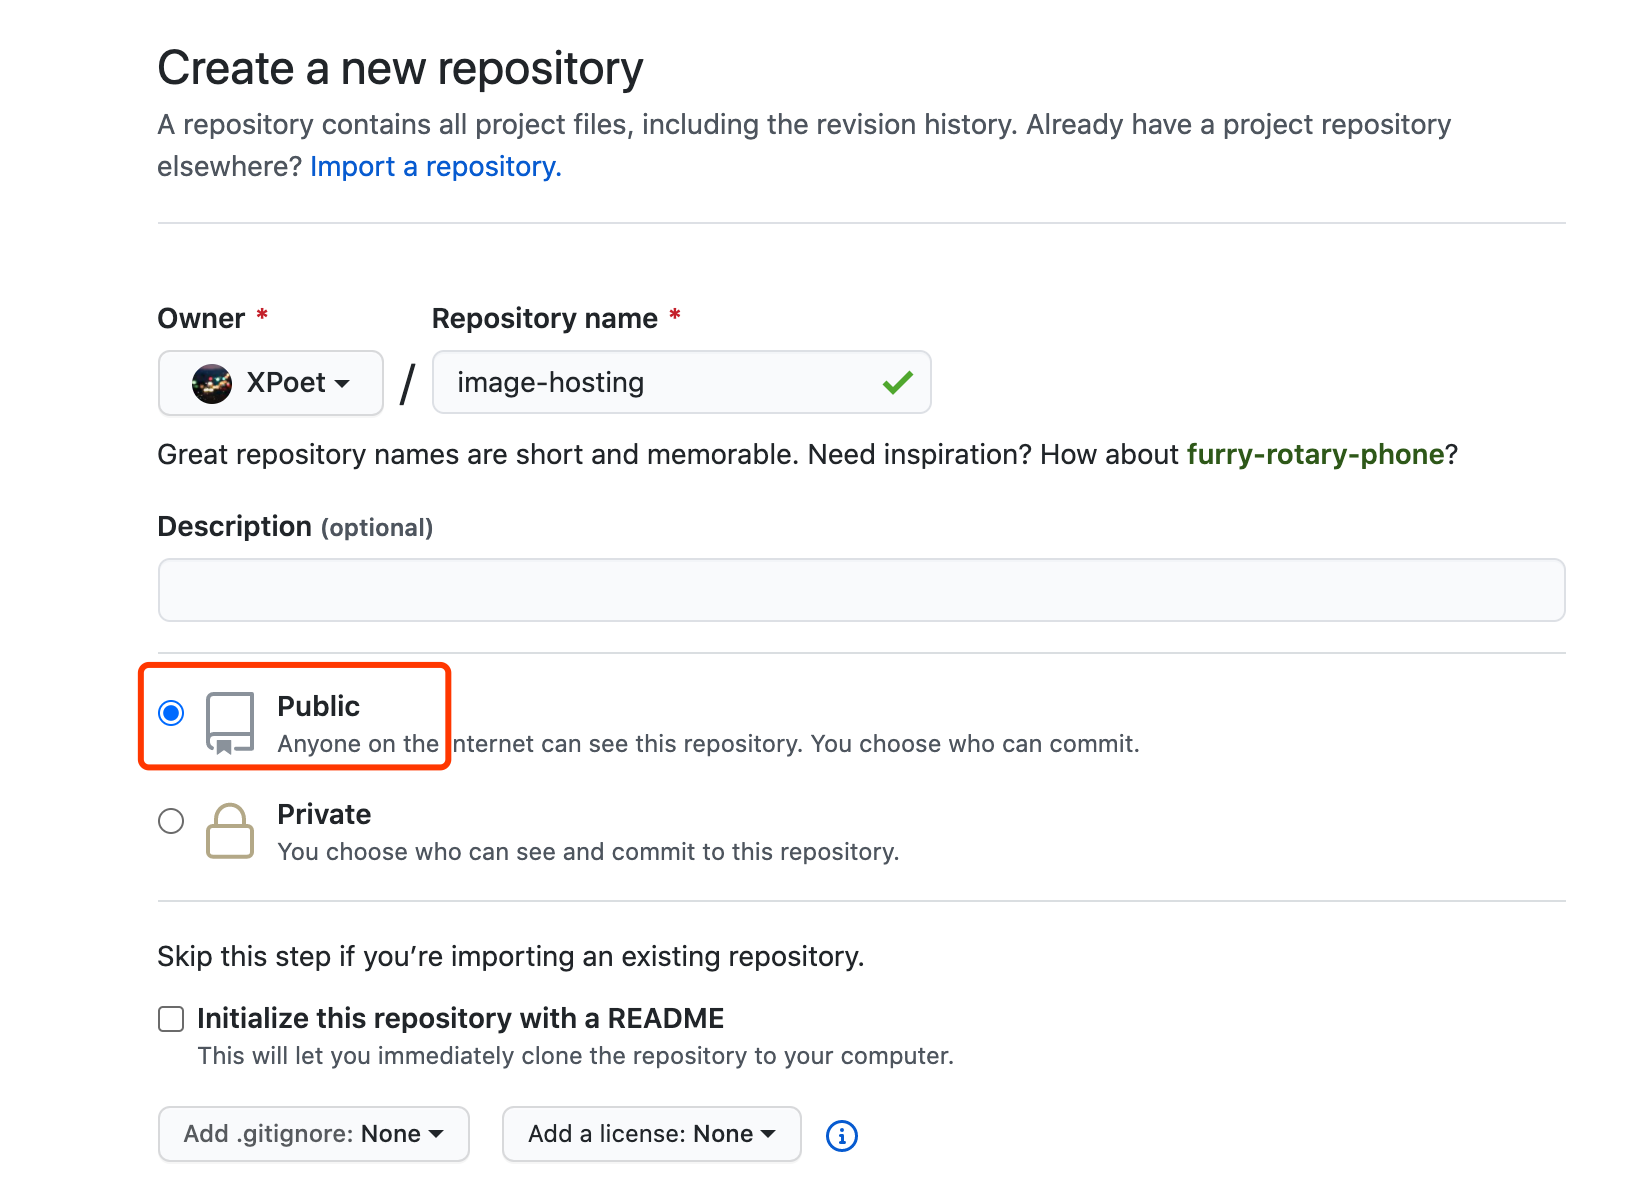 Create a new repository
A repository contains all project files, including the revision history. Already have a project repository
elsewhere? Import a repository.
Owner * Repository name *
XPoet / image-hosting
Great repository names are short and memorable. Need inspiration? How about furry-rotary-phone?
Description (optional)
Public
Anyone on the internet can see this repository. You choose who can commit.
Private
You choose who can see and commit to this repository.
Skip this step if you’re importing an existing repository.
Initialize this repository with a README
This will let you immediately clone the repository to your computer.
Add .gitignore: None Add a license: None